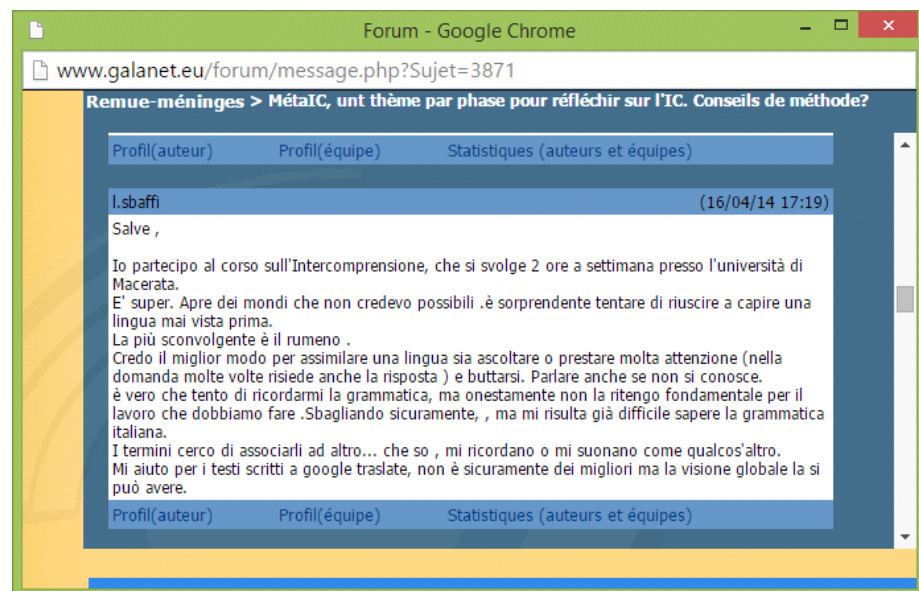 Forum - Google Chrome
www.galanet.eu/forum/message.php?Sujet=3871
Remue-méninges > MétaIC, unt thème par phase pour réfléchir sur l'IC. Conseils de méthode?
Profil(auteur) Profil(équipe) Statistiques (auteurs et équipes)
l.sbaffi (16/04/14 17:19)
Salve ,
Io partecipo al corso sull'Intercomprensione, che si svolge 2 ore a settimana presso l'università di
Macerata.
E' super. Apre dei mondi che non credevo possibili .è sorprendente tentare di riuscire a capire una
lingua mai vista prima.
La più sconvolgente è il rumeno .
Credo il miglior modo per assimilare una lingua sia ascoltare o prestare molta attenzione (nella
domanda molte volte risiede anche la risposta ) e buttarsi. Parlare anche se non si conosce.
è vero che tento di ricordarmi la grammatica, ma onestamente non la ritengo fondamentale per il
lavoro che dobbiamo fare .Sbagliando sicuramente, , ma mi risulta già difficile sapere la grammatica
italiana.
I termini cerco di associarli ad altro... che so , mi ricordano o mi suonano come qualcos'altro.
Mi aiuto per i testi scritti a google traslate, non è sicuramente dei migliori ma la visione globale la si
può avere.
Profil(auteur) Profil(équipe) Statistiques (auteurs et équipes)